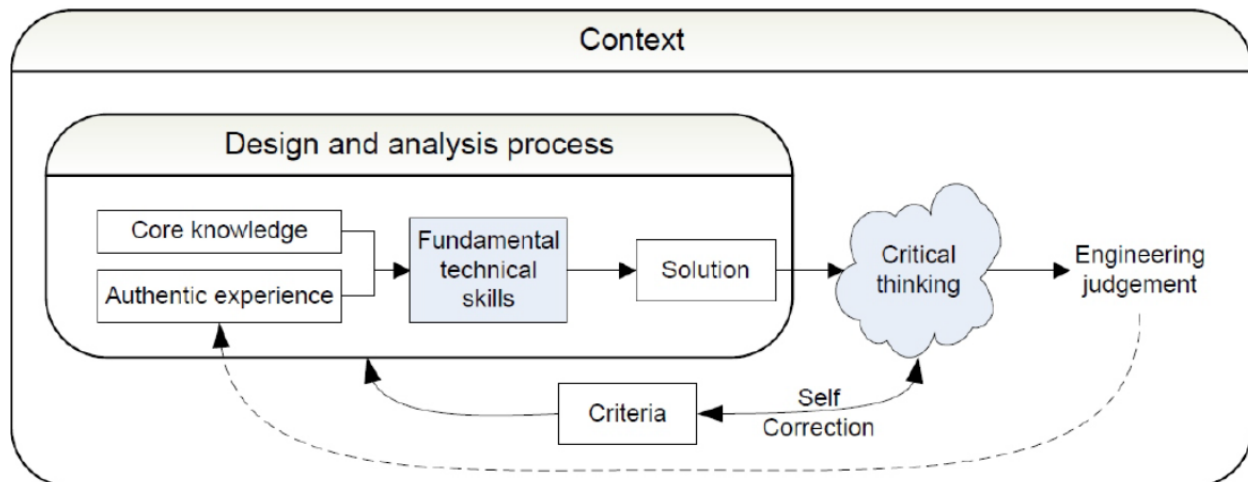 Context
Design and analysis process
Core knowledge
Authentic experience
Fundamental
technical
skills
Solution
Critical
thinking
Engineering
judgement
Criteria
Self
Correction